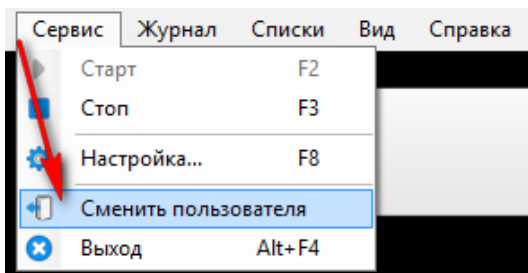 Сервис Журнал Списки Вид Справка
Старт F2
Стоп F3
Настройка... F8
Сменить пользователя
Выход Alt+F4